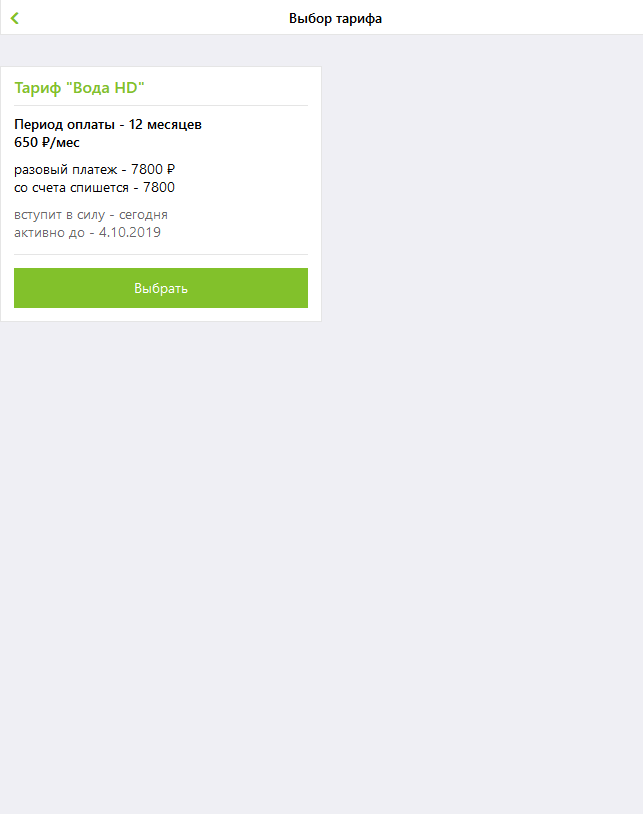 Выбор тарифа
Тариф "Вода HD"
Период оплаты - 12 месяцев
650 ₽/мес
разовый платеж - 7800 ₽
со счета спишется - 7800
вступит в силу - сегодня
активно до - 4.10.2019
Выбрать